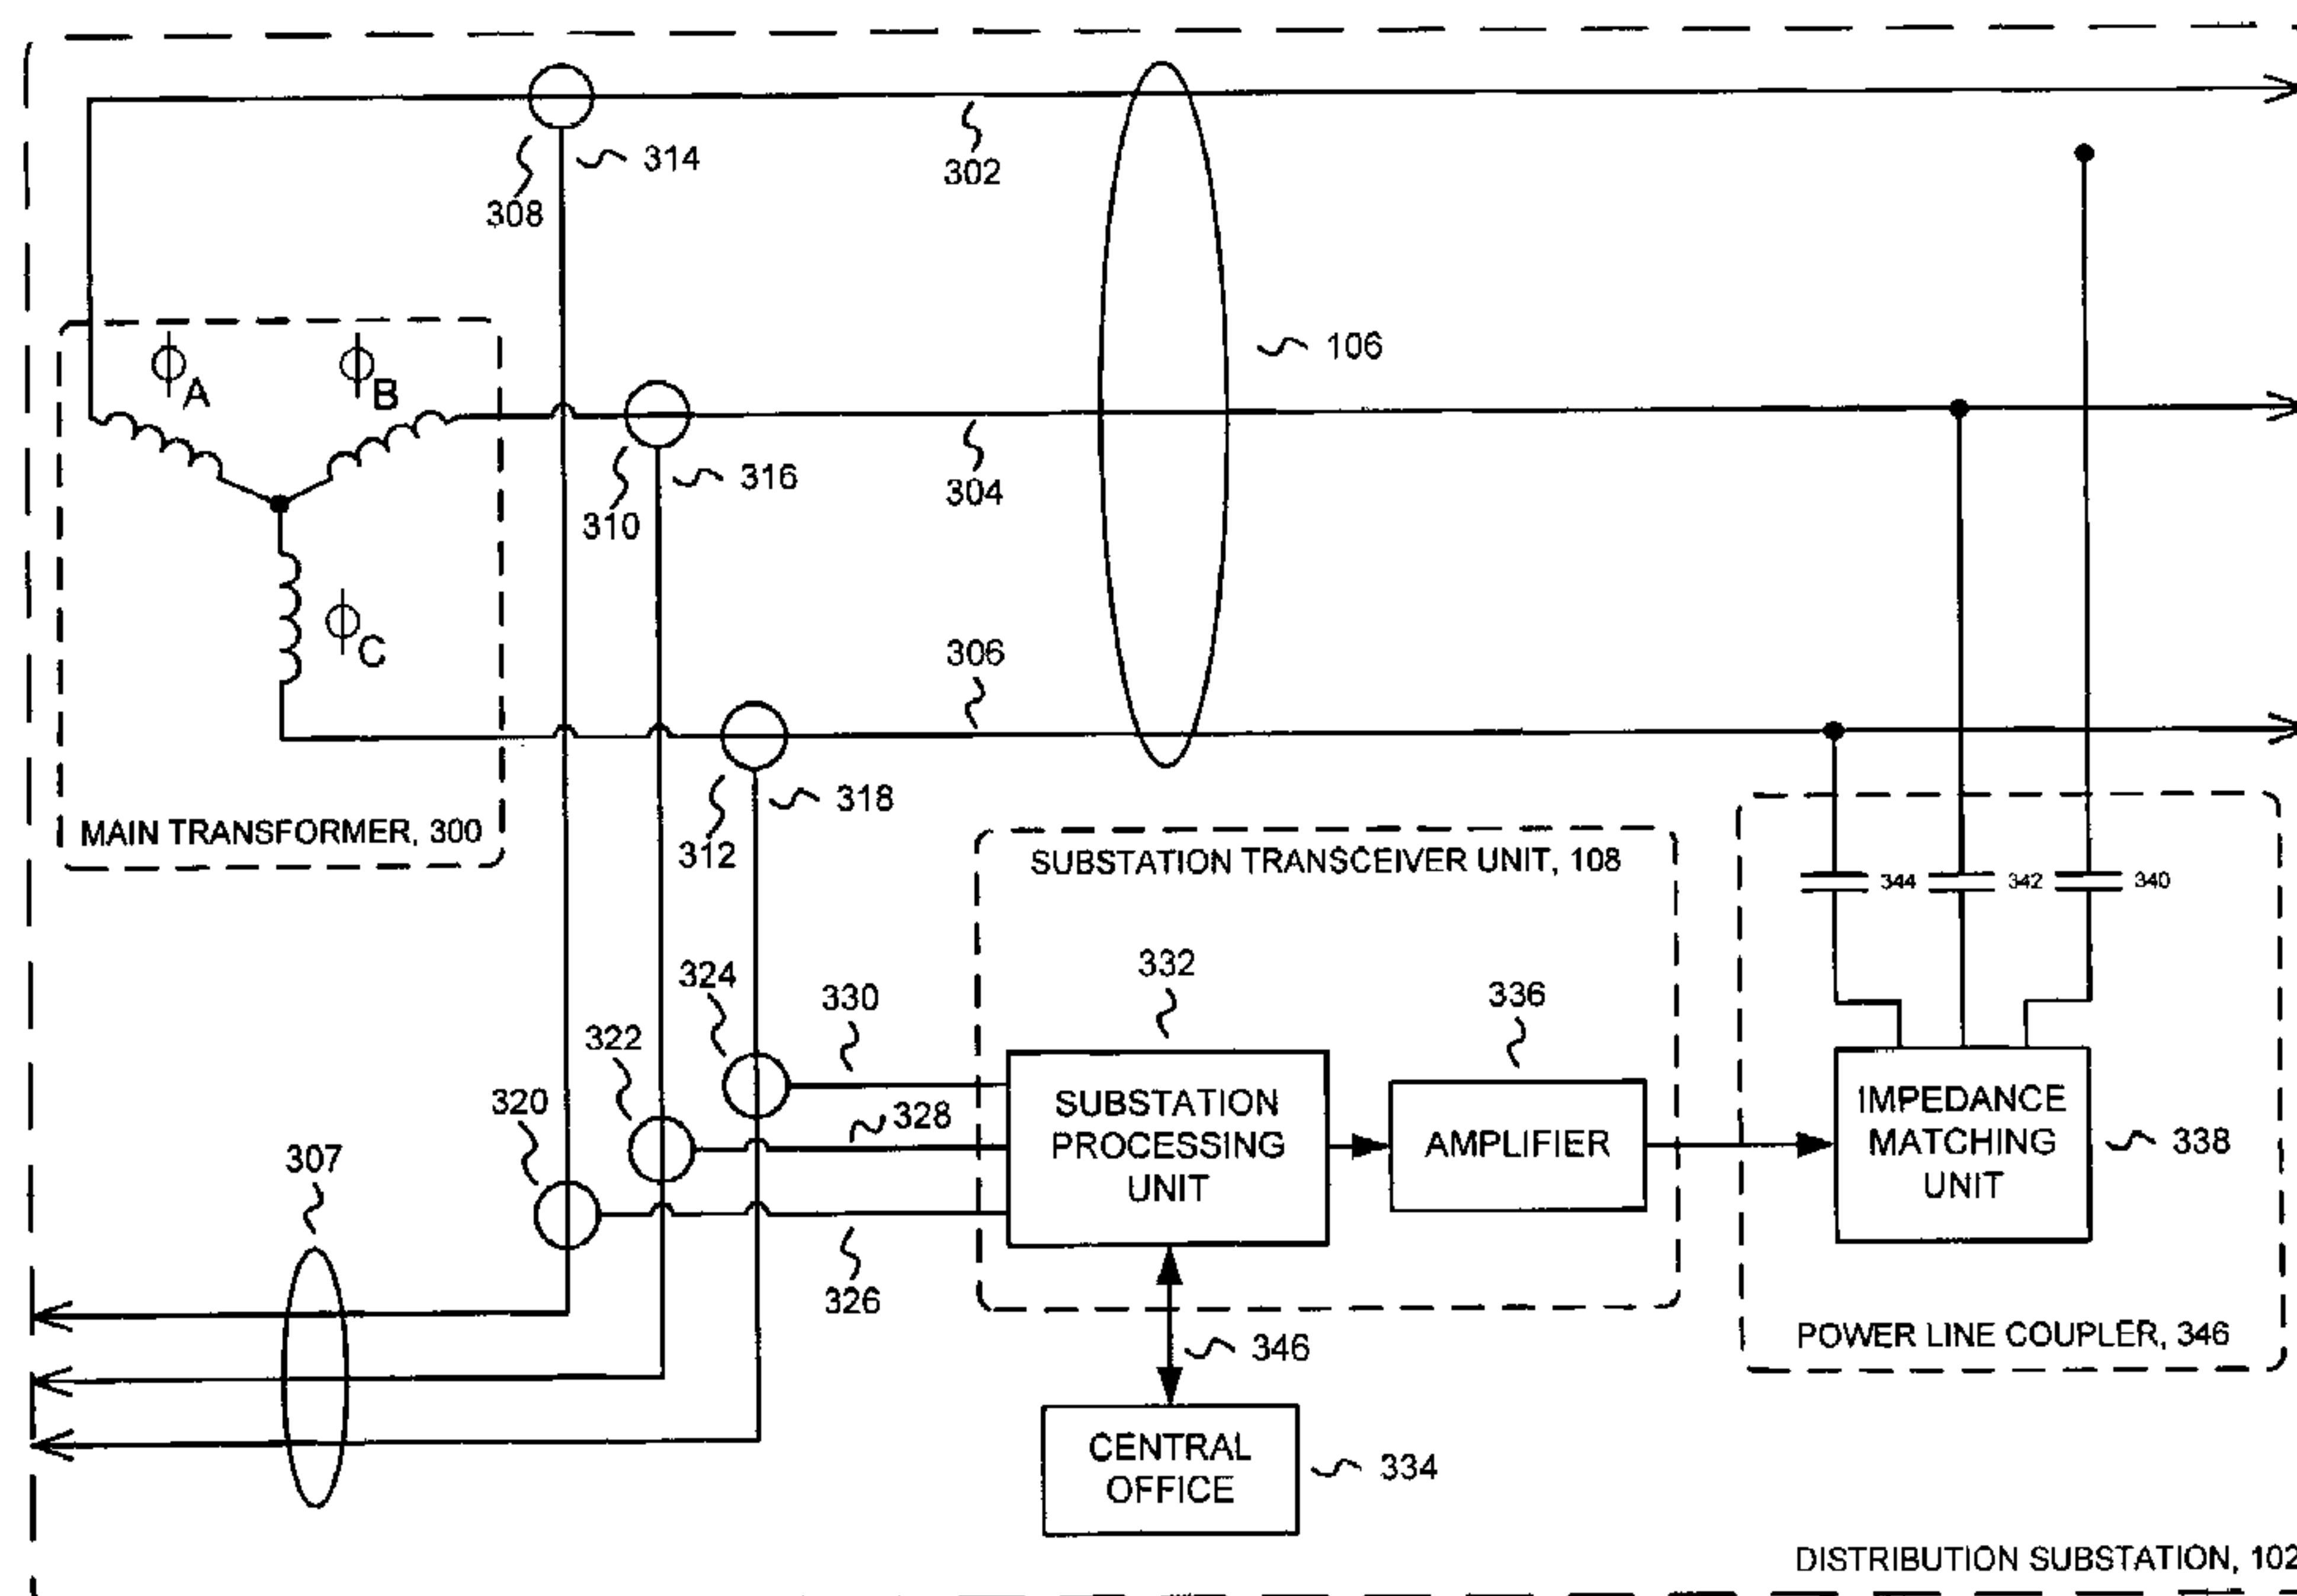 314
302
308
ϕA
ϕB
106
316
304
310
ϕC
306
318
312
MAIN TRANSFORMER, 300
SUBSTATION TRANSCEIVER UNIT, 108
344
342
340
324
330
332
336
322
320
328
307
SUBSTATION
PROCESSING
UNIT
AMPLIFIER
IMPEDANCE
MATCHING
UNIT
338
326
346
POWER LINE COUPLER, 346
CENTRAL
OFFICE
334
DISTRIBUTION SUBSTATION, 102